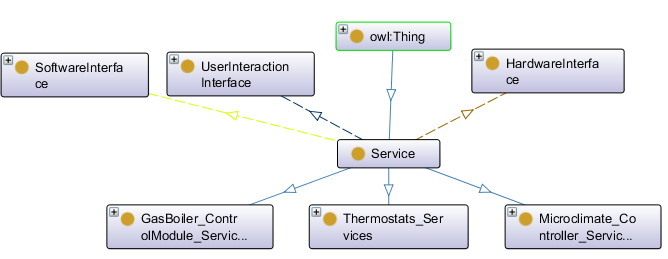 owl:Thing
SoftwareInterfa
ce
UserInteraction
Interface
HardwareInterfa
ce
Service
GasBoiler_Contr
olModule_Servic...
Thermostats_Ser
vices
Microclimate_Co
ntroller_Servic...